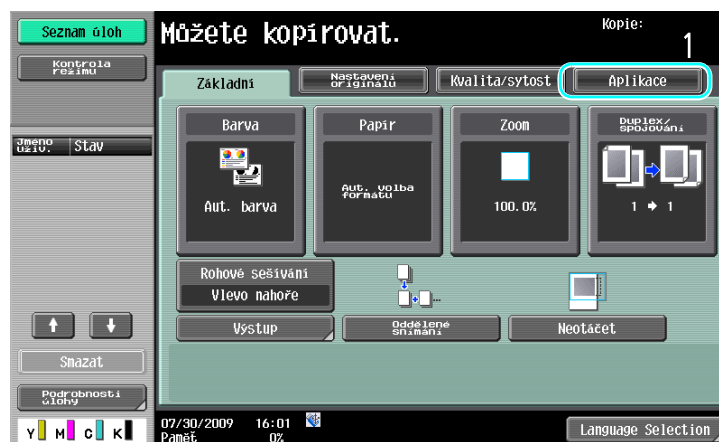 Seznam úloh
Můžete kopírovat.
Kopie:
1
Kontrola
režimu
Základní
Nastavení
originálu
Kvalita/sytost
Aplikace
Jméno
uživ.
Stav
Barva
Papír
Zoom
Duplex/
spojování
Aut. barva
Aut. volba
formátu
100.0%
1 → 1
Rohové sešívání
Vlevo nahoře
Výstup
Oddělené
snímání
Neotáčet
Smazat
Podrobnosti
úlohy
Y M C K
07/30/2009 16:01
Paměť 0%
Language Selection